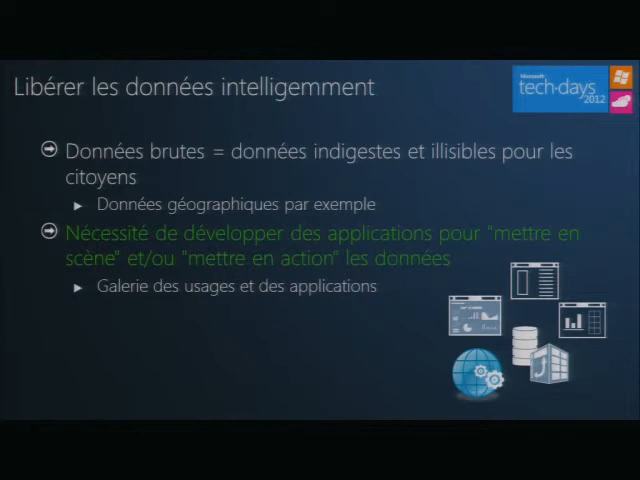 Libérer les données intelligemment
Microsoft
tech·days
2012
Données brutes = données indigestes et illisibles pour les
citoyens
Données géographiques par exemple
Nécessité de développer des applications pour "mettre en
scène" et/ou "mettre en action" les données
Galerie des usages et des applications